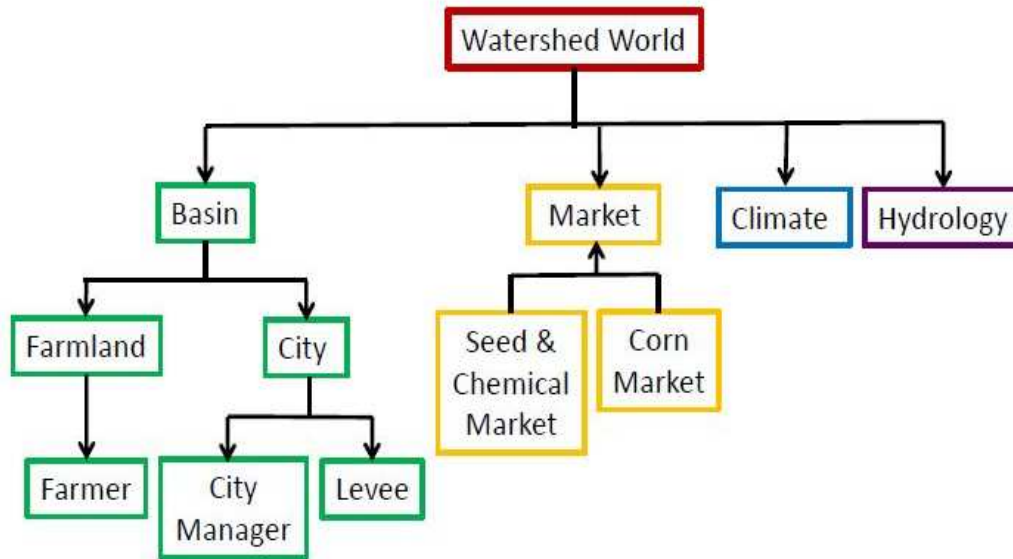 Watershed World
Basin
Market
Climate
Hydrology
Farmland
City
Seed &
Chemical
Market
Corn
Market
Farmer
City
Manager
Levee